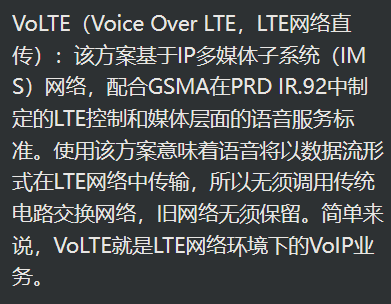 VoLTE（Voice Over LTE，LTE网络直
传）：该方案基于IP多媒体子系统（IM
S）网络，配合GSMA在PRD IR.92中制
定的LTE控制和媒体层面的语音服务标
准。使用该方案意味着语音将以数据流形
式在LTE网络中传输，所以无须调用传统
电路交换网络，旧网络无须保留。简单来
说，VoLTE就是LTE网络环境下的VoIP业
务。